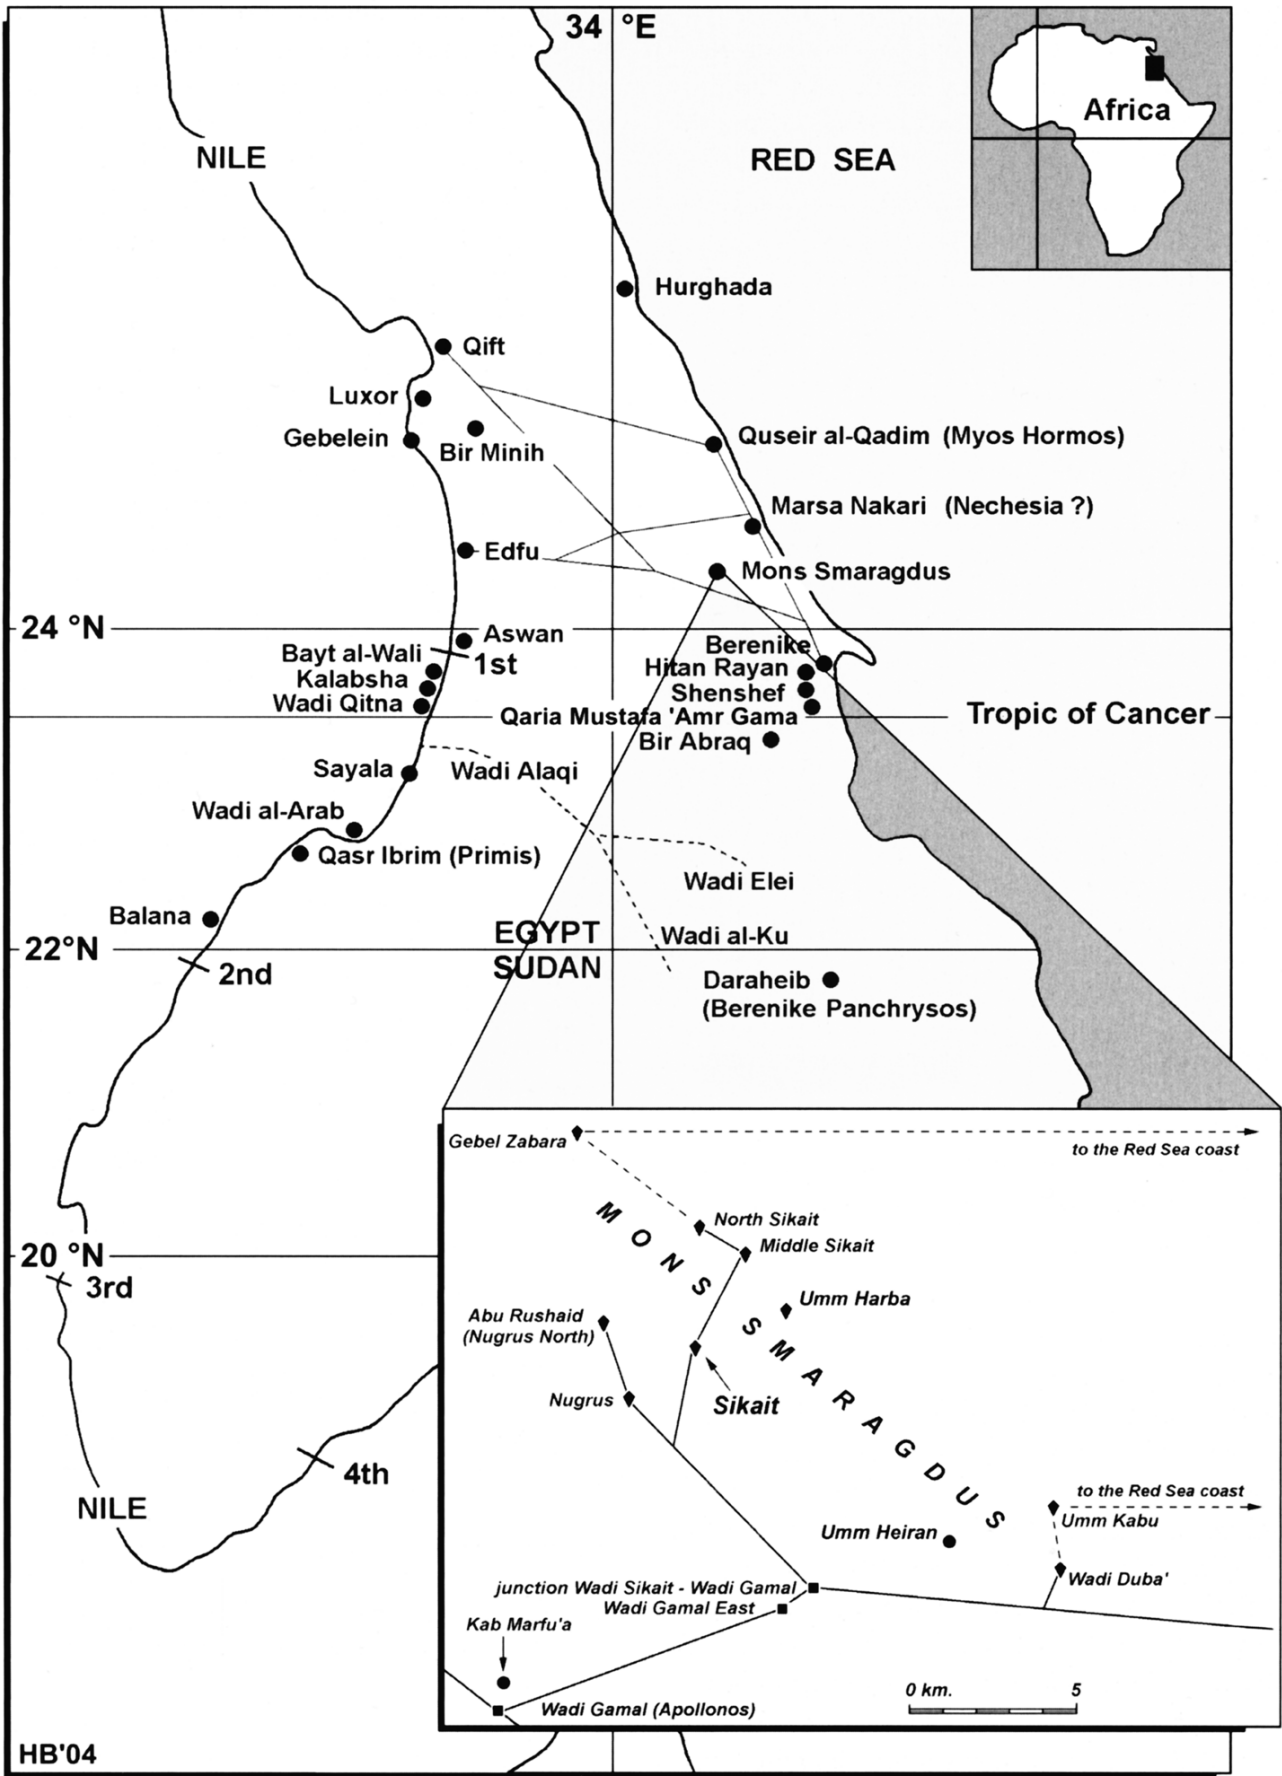 34 °E
NILE
RED SEA
Africa
Hurghada
Qift
Luxor
Gebelein
Bir Minih
Quseir al-Qadim (Myos Hormos)
Marsa Nakari (Nechesia ?)
Edfu
Mons Smaragdus
24 °N
Aswan
Bayt al-Wali
1st
Kalabsha
Wadi Qitna
Berenike
Hitan Rayan
Shenshef
Qaria Mustafa 'Amr Gama
Tropic of Cancer
Bir Abraq
Sayala
Wadi Alaqi
Wadi al-Arab
Qasr Ibrim (Primis)
Wadi Elei
Balana
EGYPT
SUDAN
Wadi al-Ku
22°N
2nd
Daraheib
(Berenike Panchrysos)
Gebel Zabara
to the Red Sea coast
North Sikait
Middle Sikait
MONS SMARAGDUS
20 °N
3rd
Umm Harba
Abu Rushaid
(Nugrus North)
Nugrus
Sikait
4th
NILE
to the Red Sea coast
Umm Kabu
Umm Heiran
Wadi Duba'
junction Wadi Sikait - Wadi Gamal
Wadi Gamal East
Kab Marfu'a
0 km. 5
Wadi Gamal (Apollonos)
HB'04